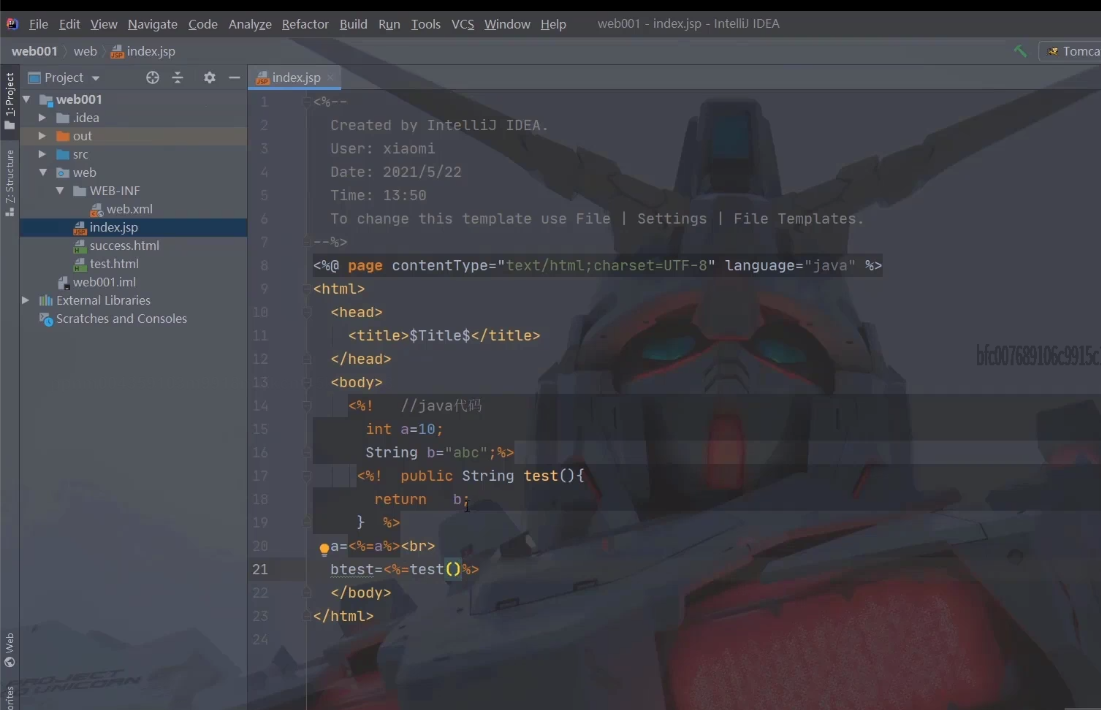 File Edit View Navigate Code Analyze Refactor Build Run Tools VCS Window Help web001 - index.jsp - IntelliJ IDEA
web001 web index.jsp
Tomca
1: Project
Project
index.jsp
web001
.idea
out
src
web
WEB-INF
web.xml
index.jsp
success.html
test.html
web001.iml
External Libraries
Scratches and Consoles
Z: Structure
Web
orites
1 <%--
2 Created by IntelliJ IDEA.
3 User: xiaomi
4 Date: 2021/5/22
5 Time: 13:50
6 To change this template use File | Settings | File Templates.
7 --%>
8 <%@ page contentType="text/html;charset=UTF-8" language="java" %>
9 <html>
10 <head>
11 <title>$Title$</title>
12 </head>
13 <body>
14 <%! //java代码
15 int a=10;
16 String b="abc";%>
17 <%! public String test(){
18 return b;
19 } %>
20 a=<%=a%><br>
21 btest=<%=test()%>
22 </body>
23 </html>
24
bfc007689106c9915c
PROJECT
UNICORN